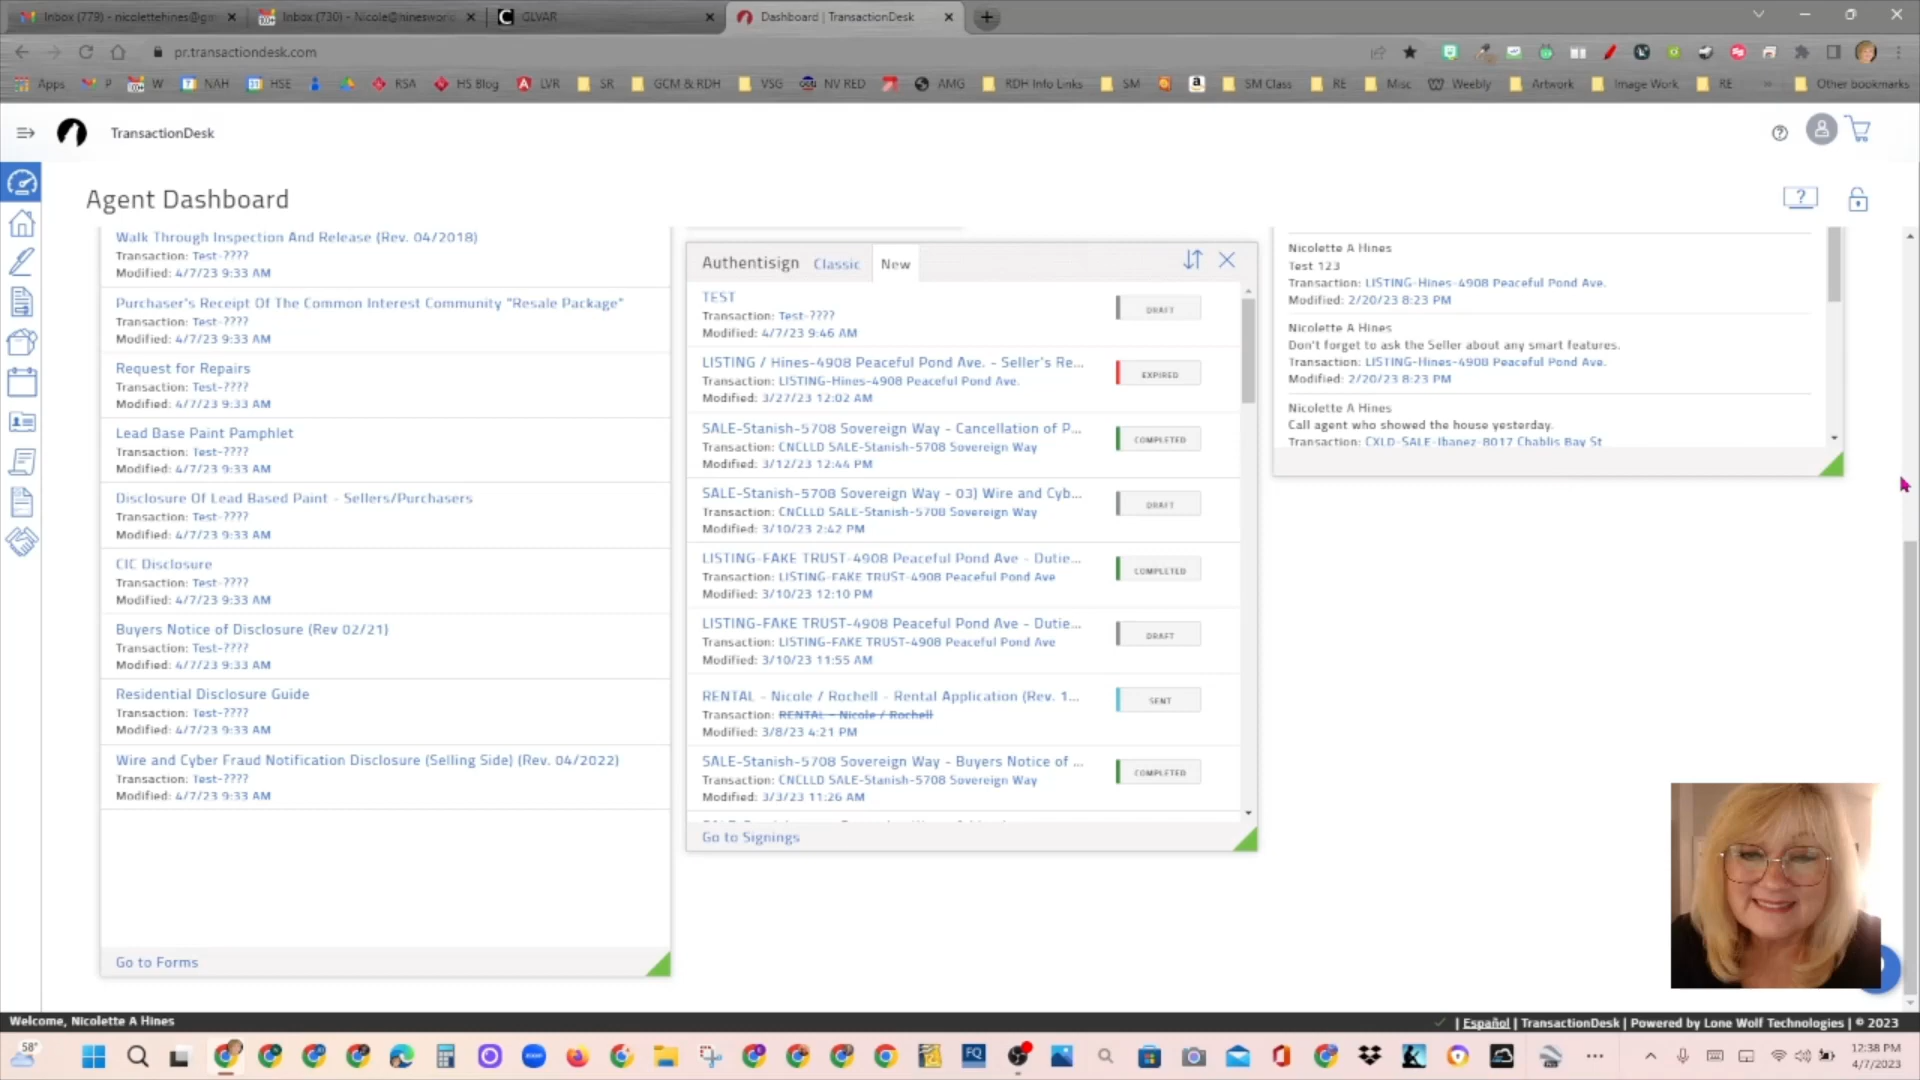 Inbox (779) - nicolettehines@gm
Inbox (730) - Nicole@hinesworld
GLVAR
Dashboard | TransactionDesk
pr.transactiondesk.com
Apps
P
W
NAH
HSE
RSA
HS Blog
LVR
SR
GCM & RDH
VSG
NV RED
AMG
RDH Info Links
SM
SM Class
RE
Misc
Weebly
Artwork
Image Work
RE
Other bookmarks
TransactionDesk
Agent Dashboard
Walk Through Inspection And Release (Rev. 04/2018)
Transaction: Test-????
Modified: 4/7/23 9:33 AM
Purchaser's Receipt Of The Common Interest Community "Resale Package"
Transaction: Test-????
Modified: 4/7/23 9:33 AM
Request for Repairs
Transaction: Test-????
Modified: 4/7/23 9:33 AM
Lead Base Paint Pamphlet
Transaction: Test-????
Modified: 4/7/23 9:33 AM
Disclosure Of Lead Based Paint - Sellers/Purchasers
Transaction: Test-????
Modified: 4/7/23 9:33 AM
CIC Disclosure
Transaction: Test-????
Modified: 4/7/23 9:33 AM
Buyers Notice of Disclosure (Rev 02/21)
Transaction: Test-????
Modified: 4/7/23 9:33 AM
Residential Disclosure Guide
Transaction: Test-????
Modified: 4/7/23 9:33 AM
Wire and Cyber Fraud Notification Disclosure (Selling Side) (Rev. 04/2022)
Transaction: Test-????
Modified: 4/7/23 9:33 AM
Go to Forms
Authentisign Classic New
TEST
Transaction: Test-????
Modified: 4/7/23 9:46 AM
DRAFT
LISTING / Hines-4908 Peaceful Pond Ave. - Seller's Re...
Transaction: LISTING-Hines-4908 Peaceful Pond Ave.
Modified: 3/27/23 12:02 AM
EXPIRED
SALE-Stanish-5708 Sovereign Way - Cancellation of P...
Transaction: CNCLLD SALE-Stanish-5708 Sovereign Way
Modified: 3/12/23 12:44 PM
COMPLETED
SALE-Stanish-5708 Sovereign Way - 03) Wire and Cyb...
Transaction: CNCLLD SALE-Stanish-5708 Sovereign Way
Modified: 3/10/23 2:42 PM
DRAFT
LISTING-FAKE TRUST-4908 Peaceful Pond Ave - Dutie...
Transaction: LISTING-FAKE TRUST-4908 Peaceful Pond Ave
Modified: 3/10/23 12:10 PM
COMPLETED
LISTING-FAKE TRUST-4908 Peaceful Pond Ave - Dutie...
Transaction: LISTING-FAKE TRUST-4908 Peaceful Pond Ave
Modified: 3/10/23 11:55 AM
DRAFT
RENTAL - Nicole / Rochell - Rental Application (Rev. 1...
Transaction: RENTAL - Nicole / Rochell
Modified: 3/8/23 4:21 PM
SENT
SALE-Stanish-5708 Sovereign Way - Buyers Notice of ...
Transaction: CNCLLD SALE-Stanish-5708 Sovereign Way
Modified: 3/3/23 11:26 AM
COMPLETED
Go to Signings
Nicolette A Hines
Test 123
Transaction: LISTING-Hines-4908 Peaceful Pond Ave.
Modified: 2/20/23 8:23 PM
Nicolette A Hines
Don't forget to ask the Seller about any smart features.
Transaction: LISTING-Hines-4908 Peaceful Pond Ave.
Modified: 2/20/23 8:23 PM
Nicolette A Hines
Call agent who showed the house yesterday.
Transaction: CXLD-SALE-Ibanez-8017 Chablis Bay St
Welcome, Nicolette A Hines
| Español | TransactionDesk | Powered by Lone Wolf Technologies | © 2023
58°
FQ
12:38 PM
4/7/2023